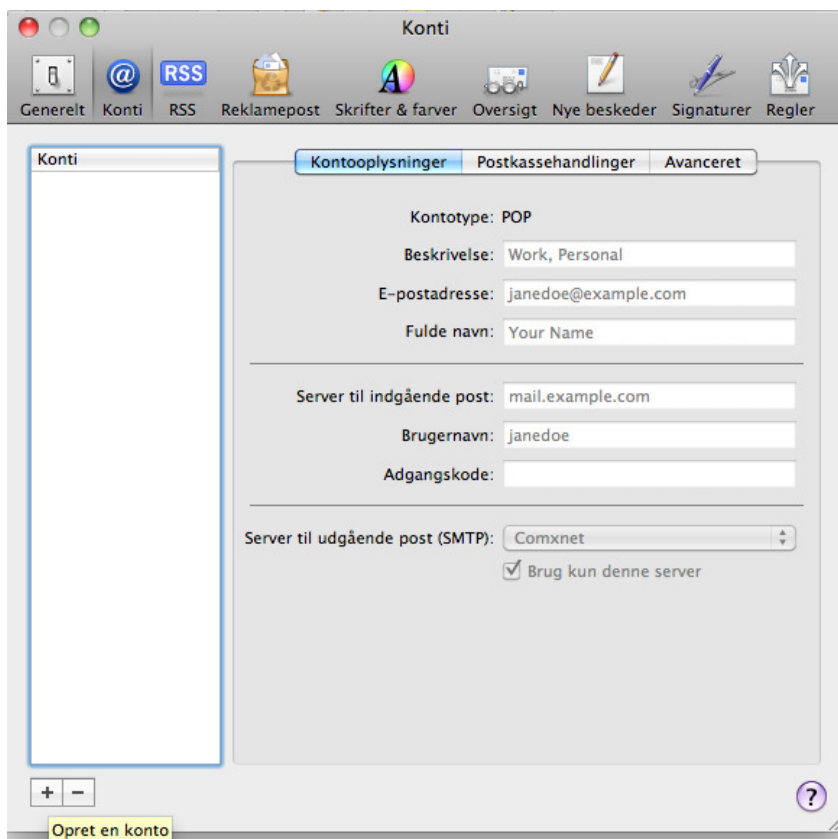 Konti
@ RSS
Generelt Konti RSS Reklamepost Skrifter & farver Oversigt Nye beskeder Signaturer Regler
Konti
Kontooplysninger Postkassehandlinger Avanceret
Kontotype: POP
Beskrivelse: Work, Personal
E-postadresse: janedoe@example.com
Fulde navn: Your Name
Server til indgående post: mail.example.com
Brugernavn: janedoe
Adgangskode:
Server til udgående post (SMTP): Comxnet
Brug kun denne server
+ − ?
Opret en konto